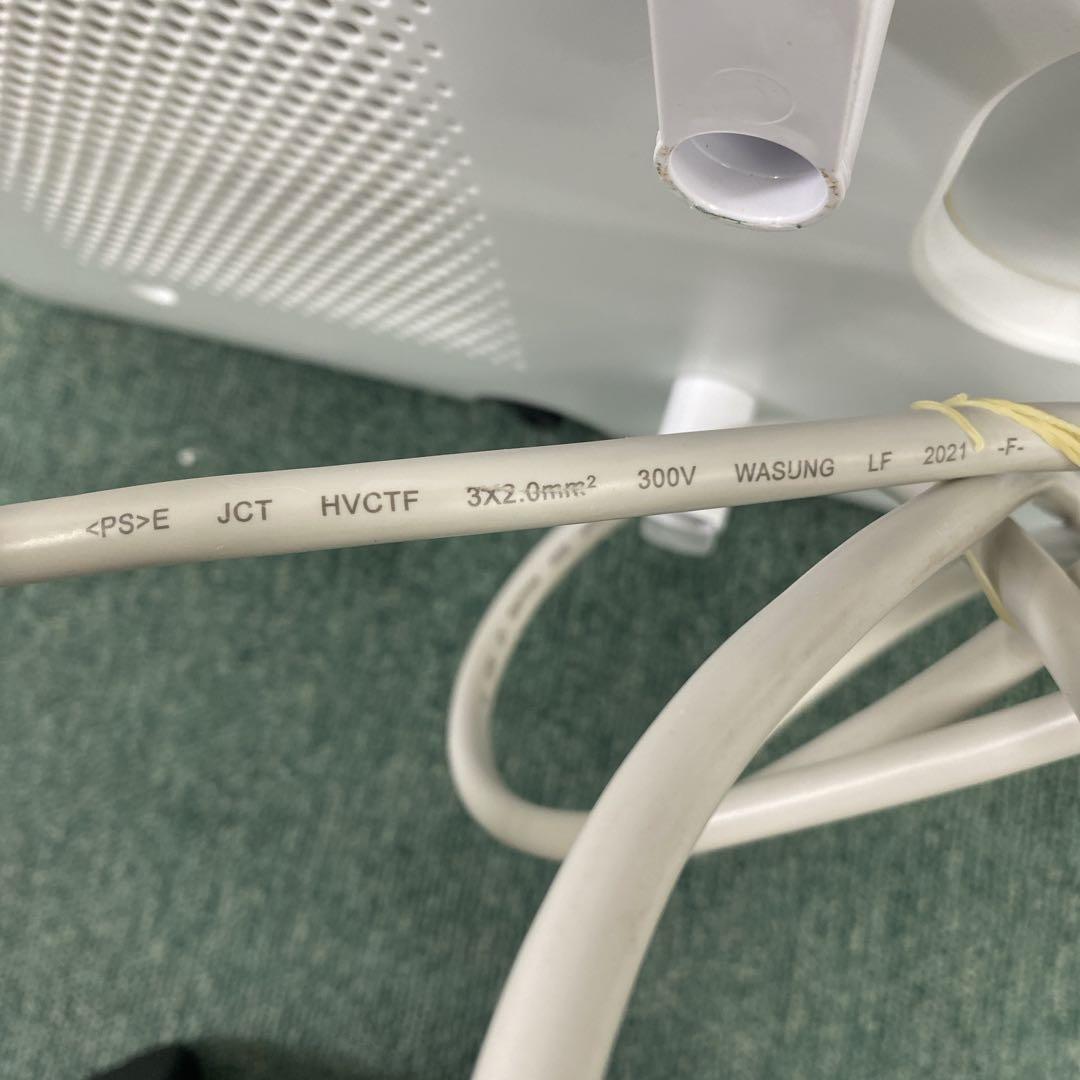 <PS>E JCT HVCTF 3X2.0mm² 300V WASUNG LF 2021 -F-